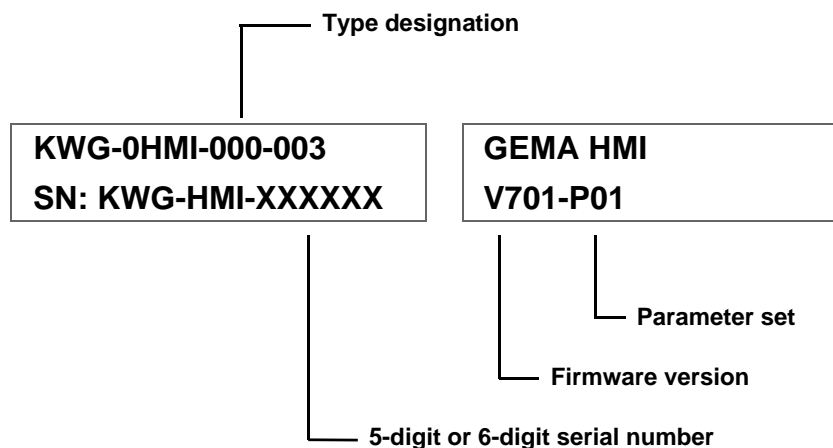 Type designation
KWG-0HMI-000-003
SN: KWG-HMI-XXXXXX
GEMA HMI
V701-P01
Parameter set
Firmware version
5-digit or 6-digit serial number